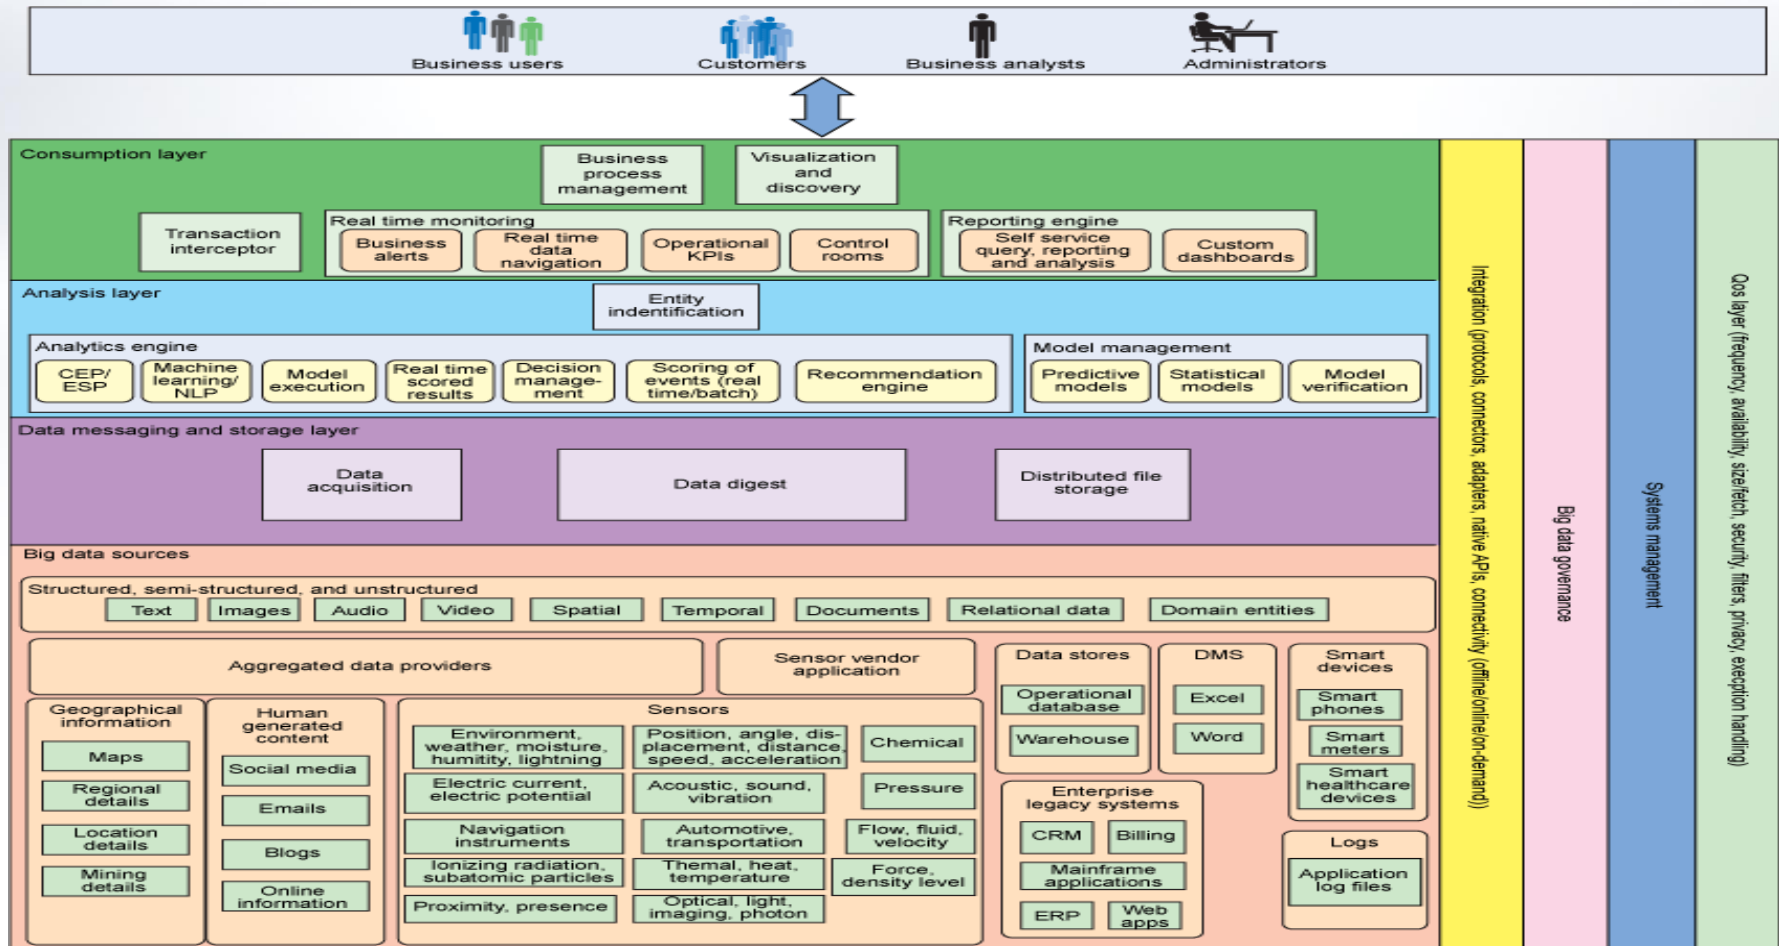 Business users
Customers
Business analysts
Administrators
Consumption layer
Business
process
management
Visualization
and
discovery
Transaction
interceptor
Real time monitoring
Business
alerts
Real time
data
navigation
Operational
KPIs
Control
rooms
Reporting engine
Self service
query, reporting
and analysis
Custom
dashboards
Analysis layer
Entity
indentification
Analytics engine
CEP/
ESP
Machine
learning/
NLP
Model
execution
Real time
scored
results
Decision
manage-
ment
Scoring of
events (real
time/batch)
Recommendation
engine
Model management
Predictive
models
Statistical
models
Model
verification
Data messaging and storage layer
Data
acquisition
Data digest
Distributed file
storage
Big data sources
Structured, semi-structured, and unstructured
Text
Images
Audio
Video
Spatial
Temporal
Documents
Relational data
Domain entities
Aggregated data providers
Sensor vendor
application
Geographical
information
Maps
Regional
details
Location
details
Mining
details
Human
generated
content
Social media
Emails
Blogs
Online
information
Sensors
Environment,
weather, moisture,
humitity, lightning
Position, angle, dis-
placement, distance,
speed, acceleration
Chemical
Electric current,
electric potential
Acoustic, sound,
vibration
Pressure
Navigation
instruments
Automotive,
transportation
Flow, fluid,
velocity
Ionizing radiation,
subatomic particles
Themal, heat,
temperature
Force,
density level
Proximity, presence
Optical, light,
imaging, photon
Data stores
Operational
database
Warehouse
DMS
Excel
Word
Smart
devices
Smart
phones
Smart
meters
Smart
healthcare
devices
Enterprise
legacy systems
CRM
Billing
Mainframe
applications
ERP
Web
apps
Logs
Application
log files
Integration (protocols, connectors, adapters, native APIs, connectivity (offline/online/on-demand))
Big data governance
Systems management
Qos layer (frequency, availability, size/fetch, security, filters, privacy, exeoption handling)